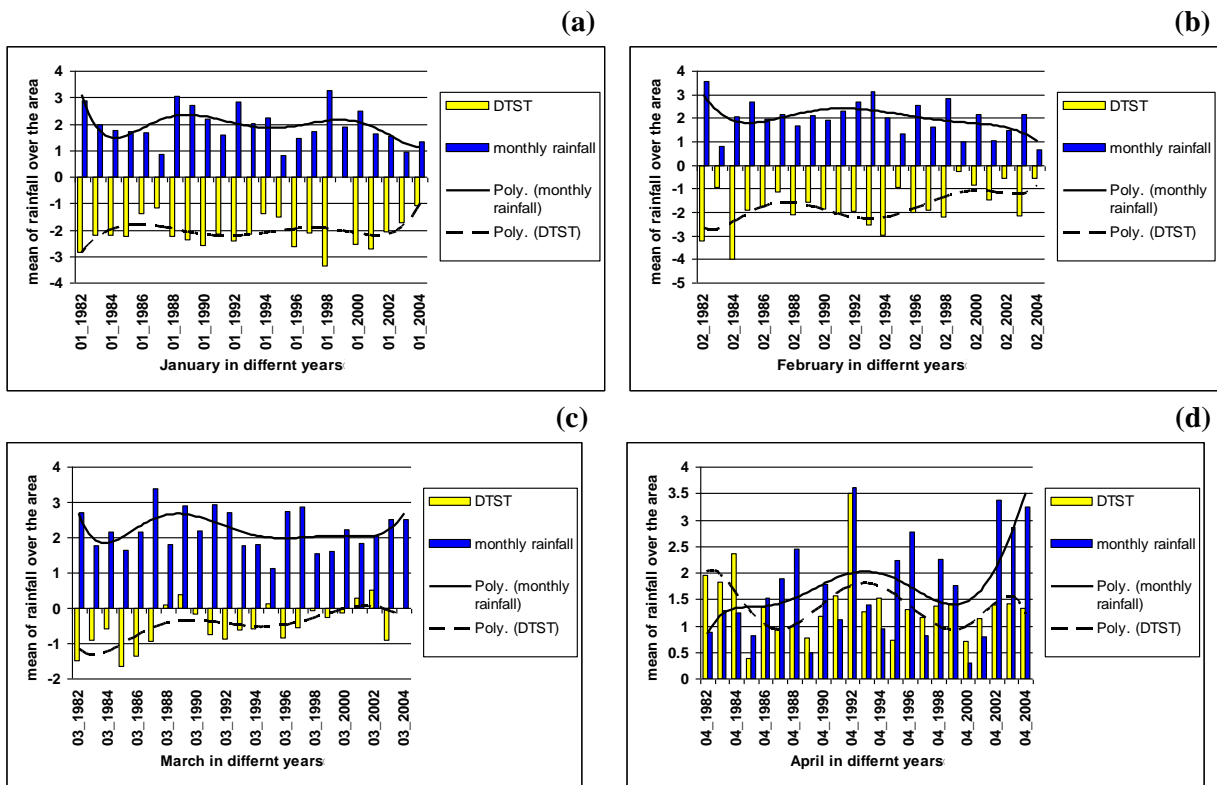 (a)
mean of rainfall over the area
4
3
2
1
0
-1
-2
-3
-4
01_1982
01_1984
01_1986
01_1988
01_1990
01_1992
01_1994
01_1996
01_1998
01_2000
01_2002
01_2004
January in differnt years
DTST
monthly rainfall
Poly. (monthly
rainfall)
Poly. (DTST)
(b)
mean of rainfall over the area
4
3
2
1
0
-1
-2
-3
-4
-5
02_1982
02_1984
02_1986
02_1988
02_1990
02_1992
02_1994
02_1996
02_1998
02_2000
02_2002
02_2004
February in differnt years
DTST
monthly rainfall
Poly. (monthly
rainfall)
Poly. (DTST)
(c)
mean of rainfall over the area
4
3
2
1
0
-1
-2
03_1982
03_1984
03_1986
03_1988
03_1990
03_1992
03_1994
03_1996
03_1998
03_2000
03_2002
03_2004
March in differnt years
DTST
monthly rainfall
Poly. (monthly
rainfall)
Poly. (DTST)
(d)
mean of rainfall over the area
4
3.5
3
2.5
2
1.5
1
0.5
0
04_1982
04_1984
04_1986
04_1988
04_1990
04_1992
04_1994
04_1996
04_1998
04_2000
04_2002
04_2004
April in differnt years
DTST
monthly rainfall
Poly. (monthly
rainfall)
Poly. (DTST)